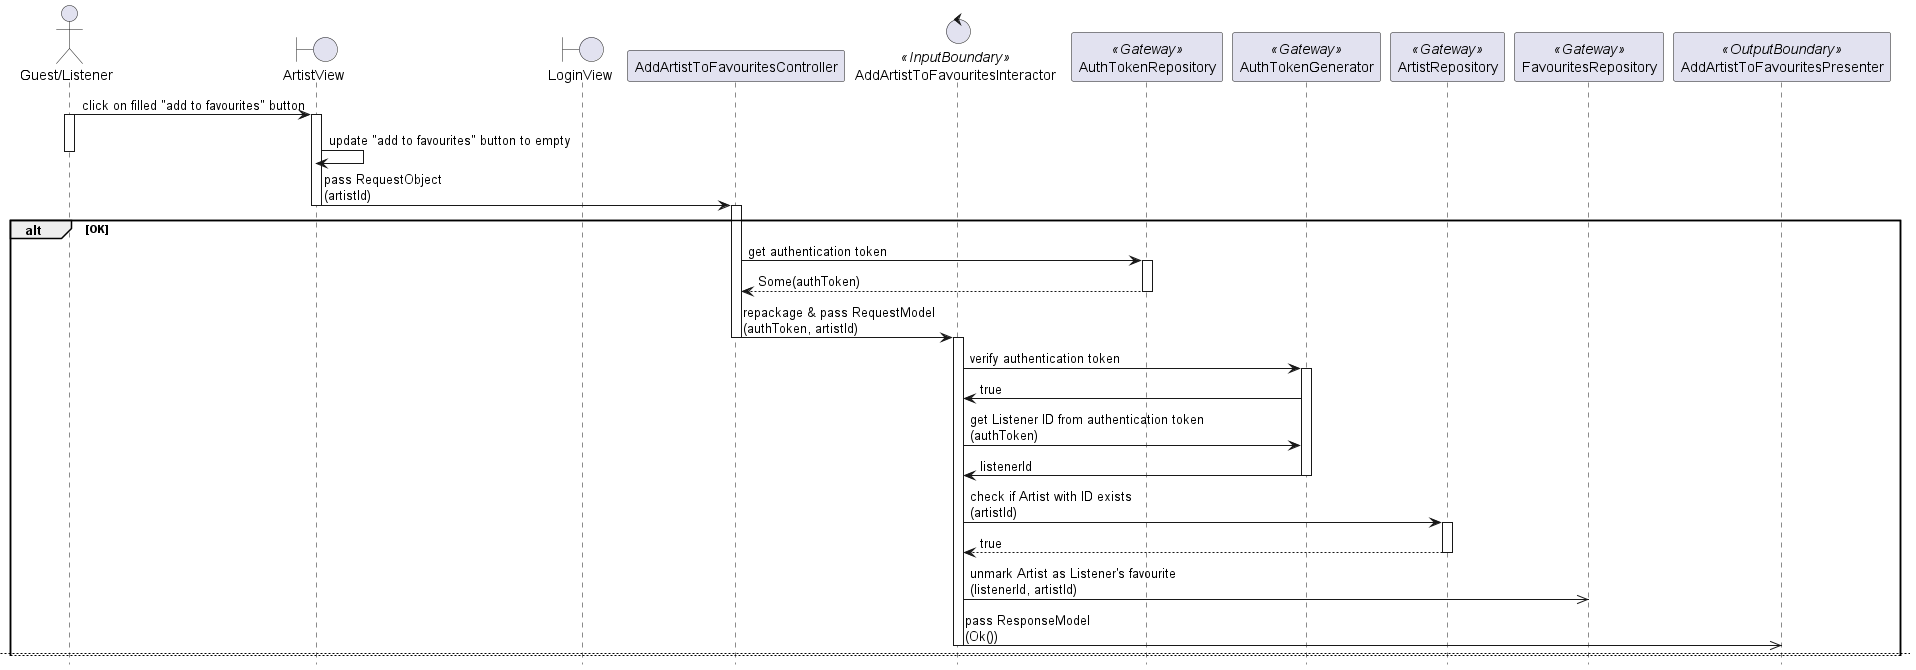 Guest/Listener
ArtistView
LoginView
AddArtistToFavouritesController
«InputBoundary»
AddArtistToFavouritesInteractor
«Gateway»
AuthTokenRepository
«Gateway»
AuthTokenGenerator
«Gateway»
ArtistRepository
«Gateway»
FavouritesRepository
«OutputBoundary»
AddArtistToFavouritesPresenter
click on filled "add to favourites" button
update "add to favourites" button to empty
pass RequestObject
(artistId)
alt [OK]
get authentication token
Some(authToken)
repackage & pass RequestModel
(authToken, artistId)
verify authentication token
true
get Listener ID from authentication token
(authToken)
listenerId
check if Artist with ID exists
(artistId)
true
unmark Artist as Listener's favourite
(listenerId, artistId)
pass ResponseModel
(Ok())